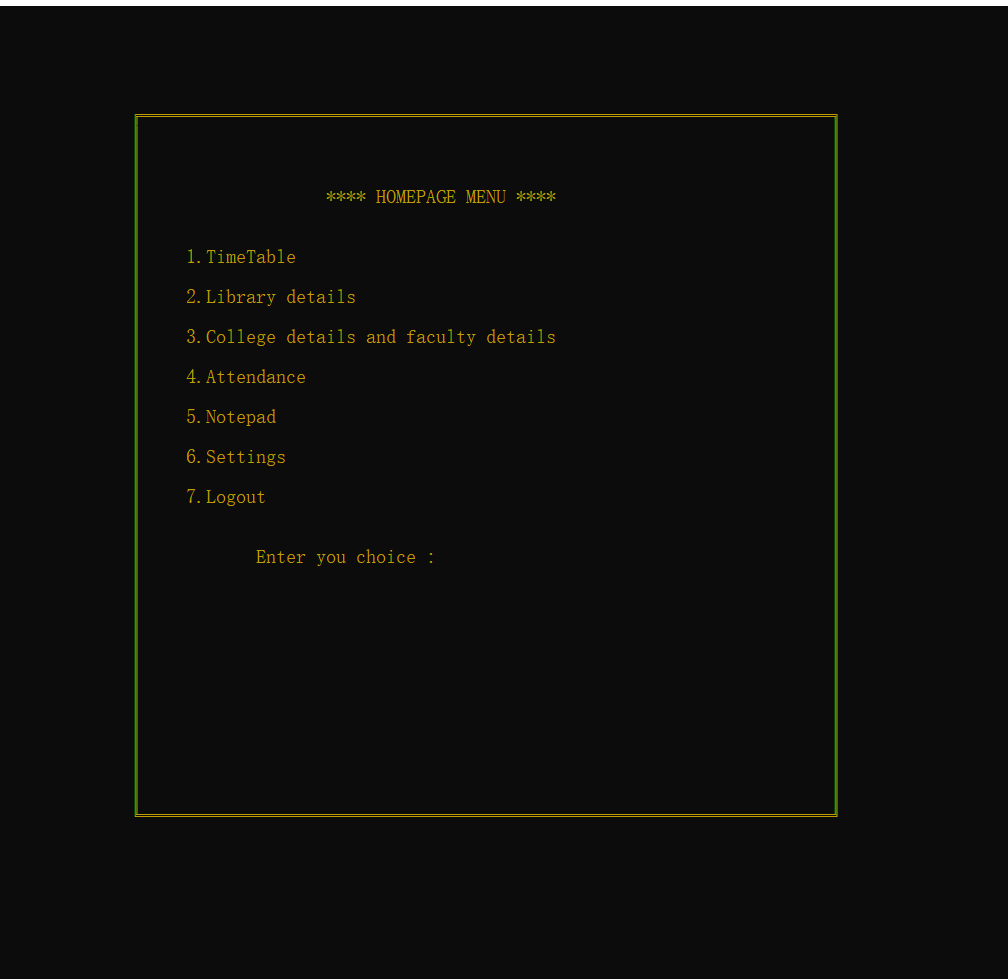 **** HOMEPAGE MENU ****
1.TimeTable
2.Library details
3.College details and faculty details
4.Attendance
5.Notepad
6.Settings
7.Logout
Enter you choice :